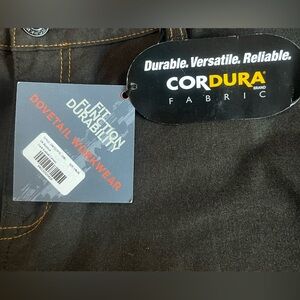 Durable. Versatile. Reliable.
CORDURA®
BRAND
FABRIC
FIT
FUNCTION
DURABILITY
DOVETAIL WORKWEAR